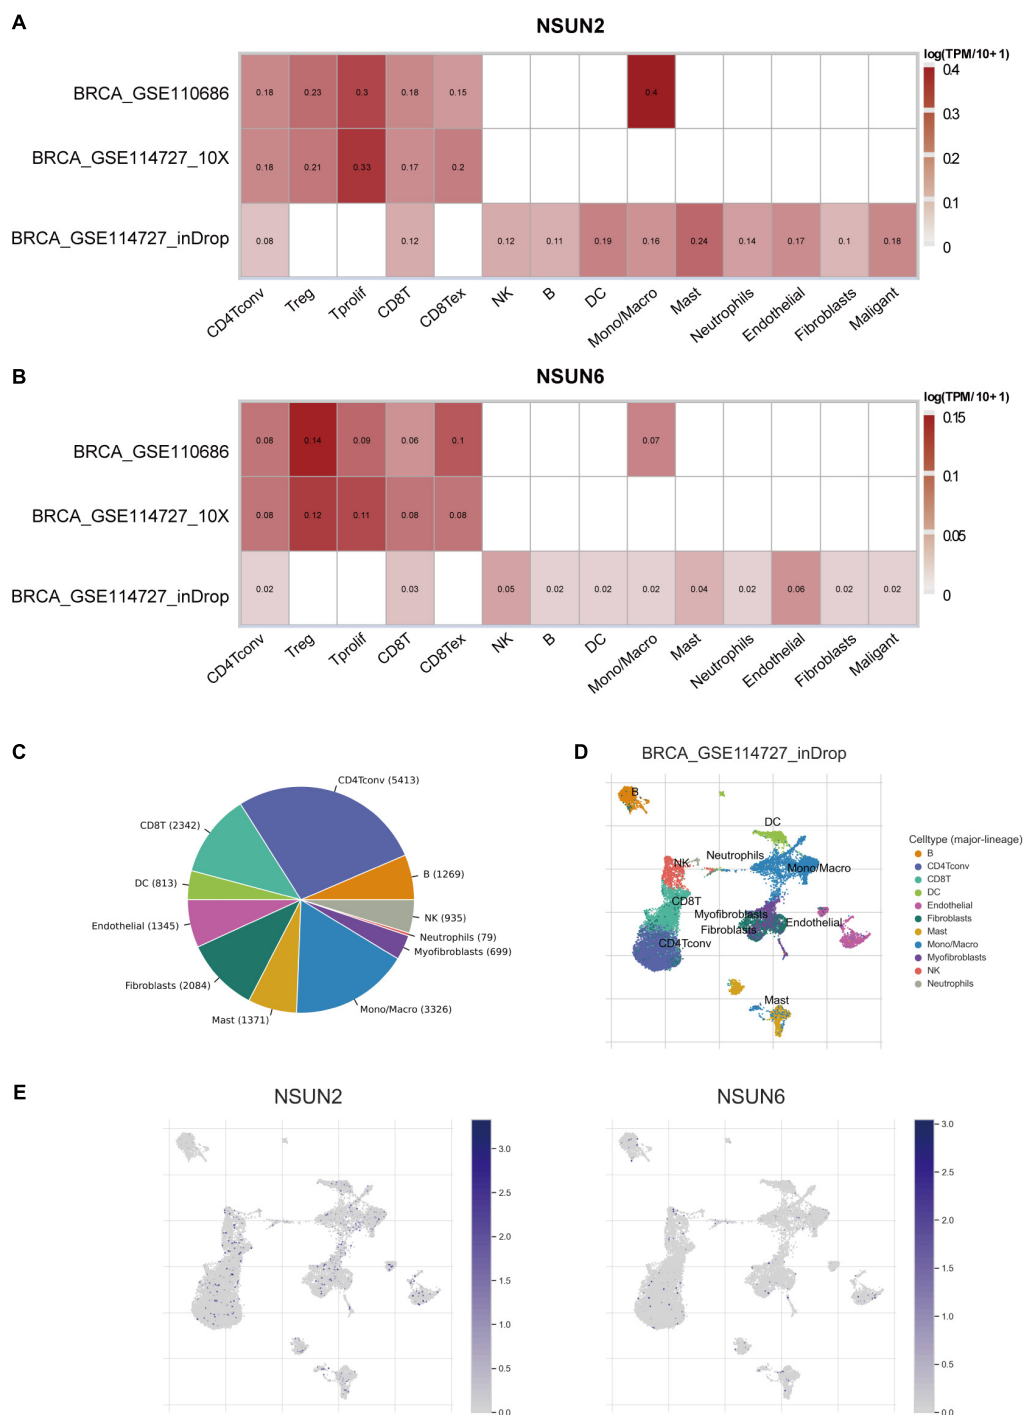 A
NSUN2
log(TPM/10+1)
BRCA_GSE110686
0.18 0.23 0.3 0.18 0.15 0.4
BRCA_GSE114727_10X
0.18 0.21 0.33 0.17 0.2
BRCA_GSE114727_inDrop
0.08 0.12 0.12 0.11 0.19 0.16 0.24 0.14 0.17 0.1 0.18
0.4
0.3
0.2
0.1
0
CD4Tconv Treg Tprolif CD8T CD8Tex NK B DC Mono/Macro Mast Neutrophils Endothelial Fibroblasts Maligant
B
NSUN6
log(TPM/10+1)
BRCA_GSE110686
0.08 0.14 0.09 0.06 0.1 0.07
BRCA_GSE114727_10X
0.08 0.12 0.11 0.08 0.08
BRCA_GSE114727_inDrop
0.02 0.03 0.05 0.02 0.02 0.02 0.04 0.02 0.06 0.02 0.02
0.15
0.1
0.05
0
CD4Tconv Treg Tprolif CD8T CD8Tex NK B DC Mono/Macro Mast Neutrophils Endothelial Fibroblasts Maligant
C
CD4Tconv (5413)
CD8T (2342)
DC (813)
Endothelial (1345)
Fibroblasts (2084)
Mast (1371)
Mono/Macro (3326)
Myofibroblasts (699)
Neutrophils (79)
NK (935)
B (1269)
D
BRCA_GSE114727_inDrop
B
DC
Neutrophils
NK
Mono/Macro
CD8T
Myofibroblasts
Endothelial
Fibroblasts
CD4Tconv
Mast
Celltype (major-lineage)
B
CD4Tconv
CD8T
DC
Endothelial
Fibroblasts
Mast
Mono/Macro
Myofibroblasts
NK
Neutrophils
E
NSUN2
3.0
2.5
2.0
1.5
1.0
0.5
0.0
NSUN6
3.0
2.5
2.0
1.5
1.0
0.5
0.0